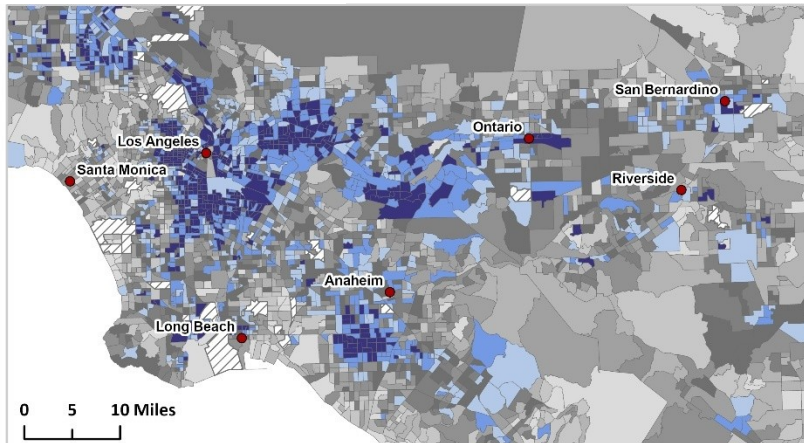 San Bernardino
Ontario
Los Angeles
Santa Monica
Riverside
Anaheim
Long Beach
0 5 10 Miles